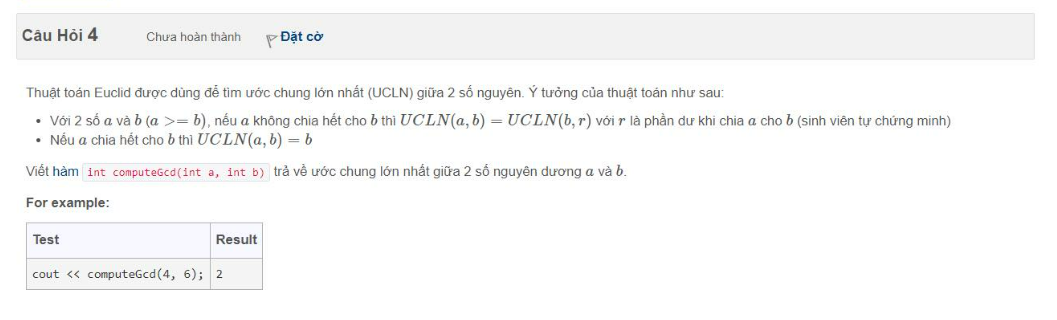 Câu Hỏi 4 Chưa hoàn thành Đặt cờ
Thuật toán Euclid được dùng để tìm ước chung lớn nhất (UCLN) giữa 2 số nguyên. Ý tưởng của thuật toán như sau:
• Với 2 số a và b (a >= b), nếu a không chia hết cho b thì UCLN(a, b) = UCLN(b, r) với r là phần dư khi chia a cho b (sinh viên tự chứng minh)
• Nếu a chia hết cho b thì UCLN(a, b) = b
Viết hàm int computeGcd(int a, int b) trả về ước chung lớn nhất giữa 2 số nguyên dương a và b.
For example:
Test Result
cout << computeGcd(4, 6); 2